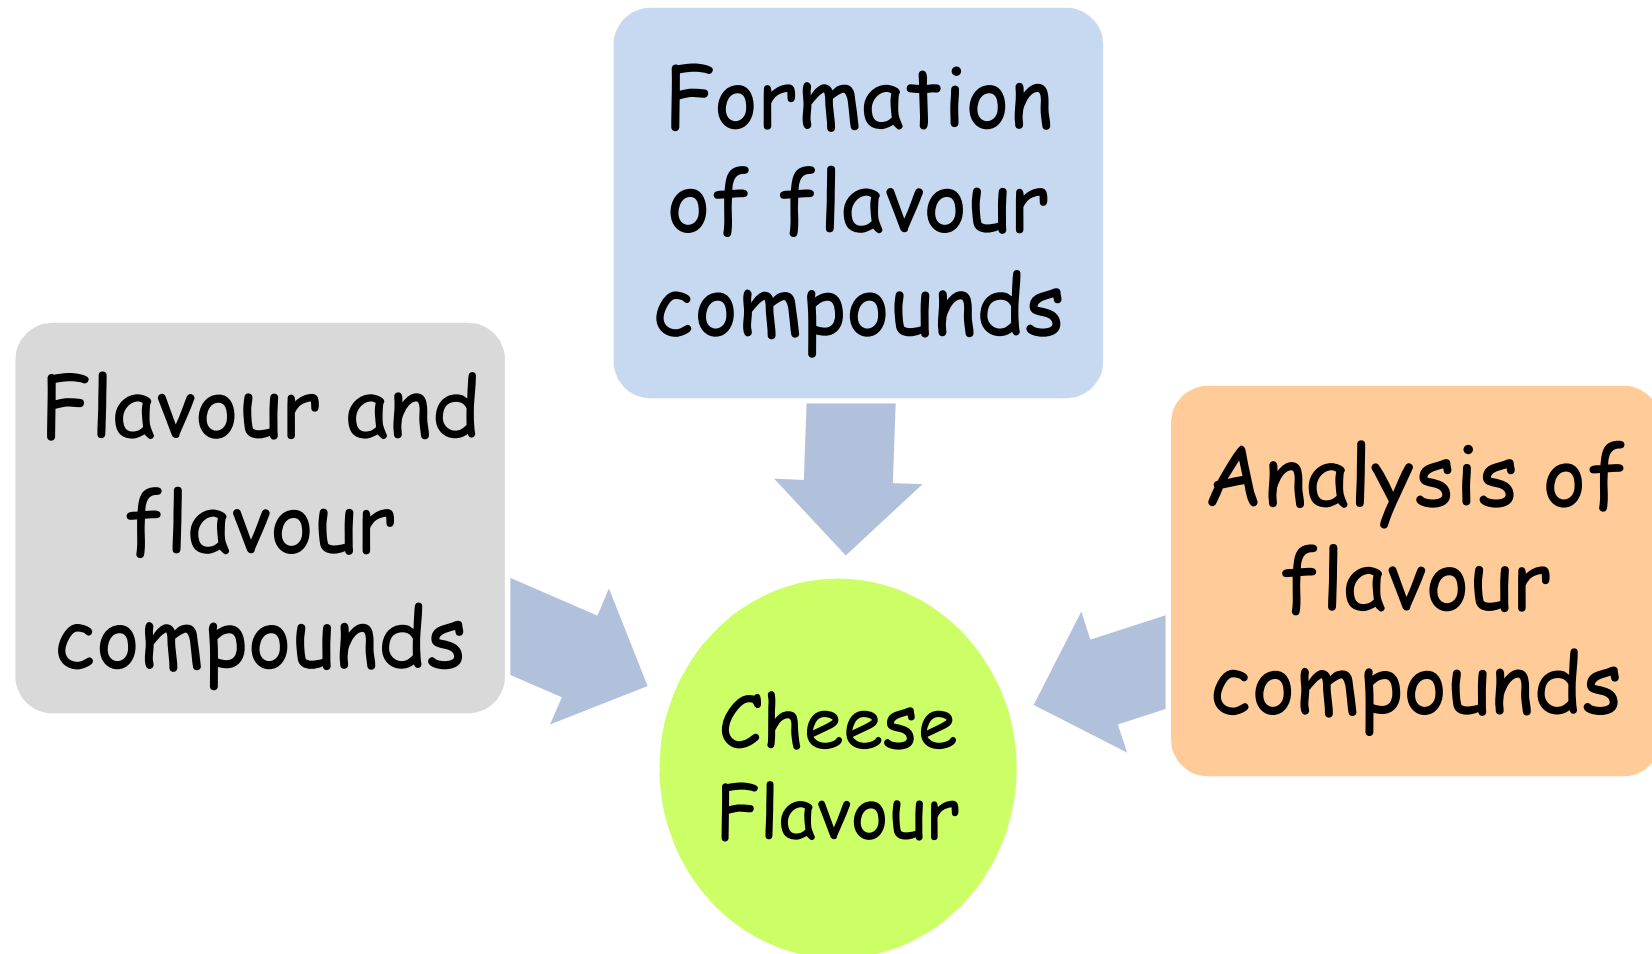 Formation
of flavour
compounds
Flavour and
flavour
compounds
Analysis of
flavour
compounds
Cheese
Flavour